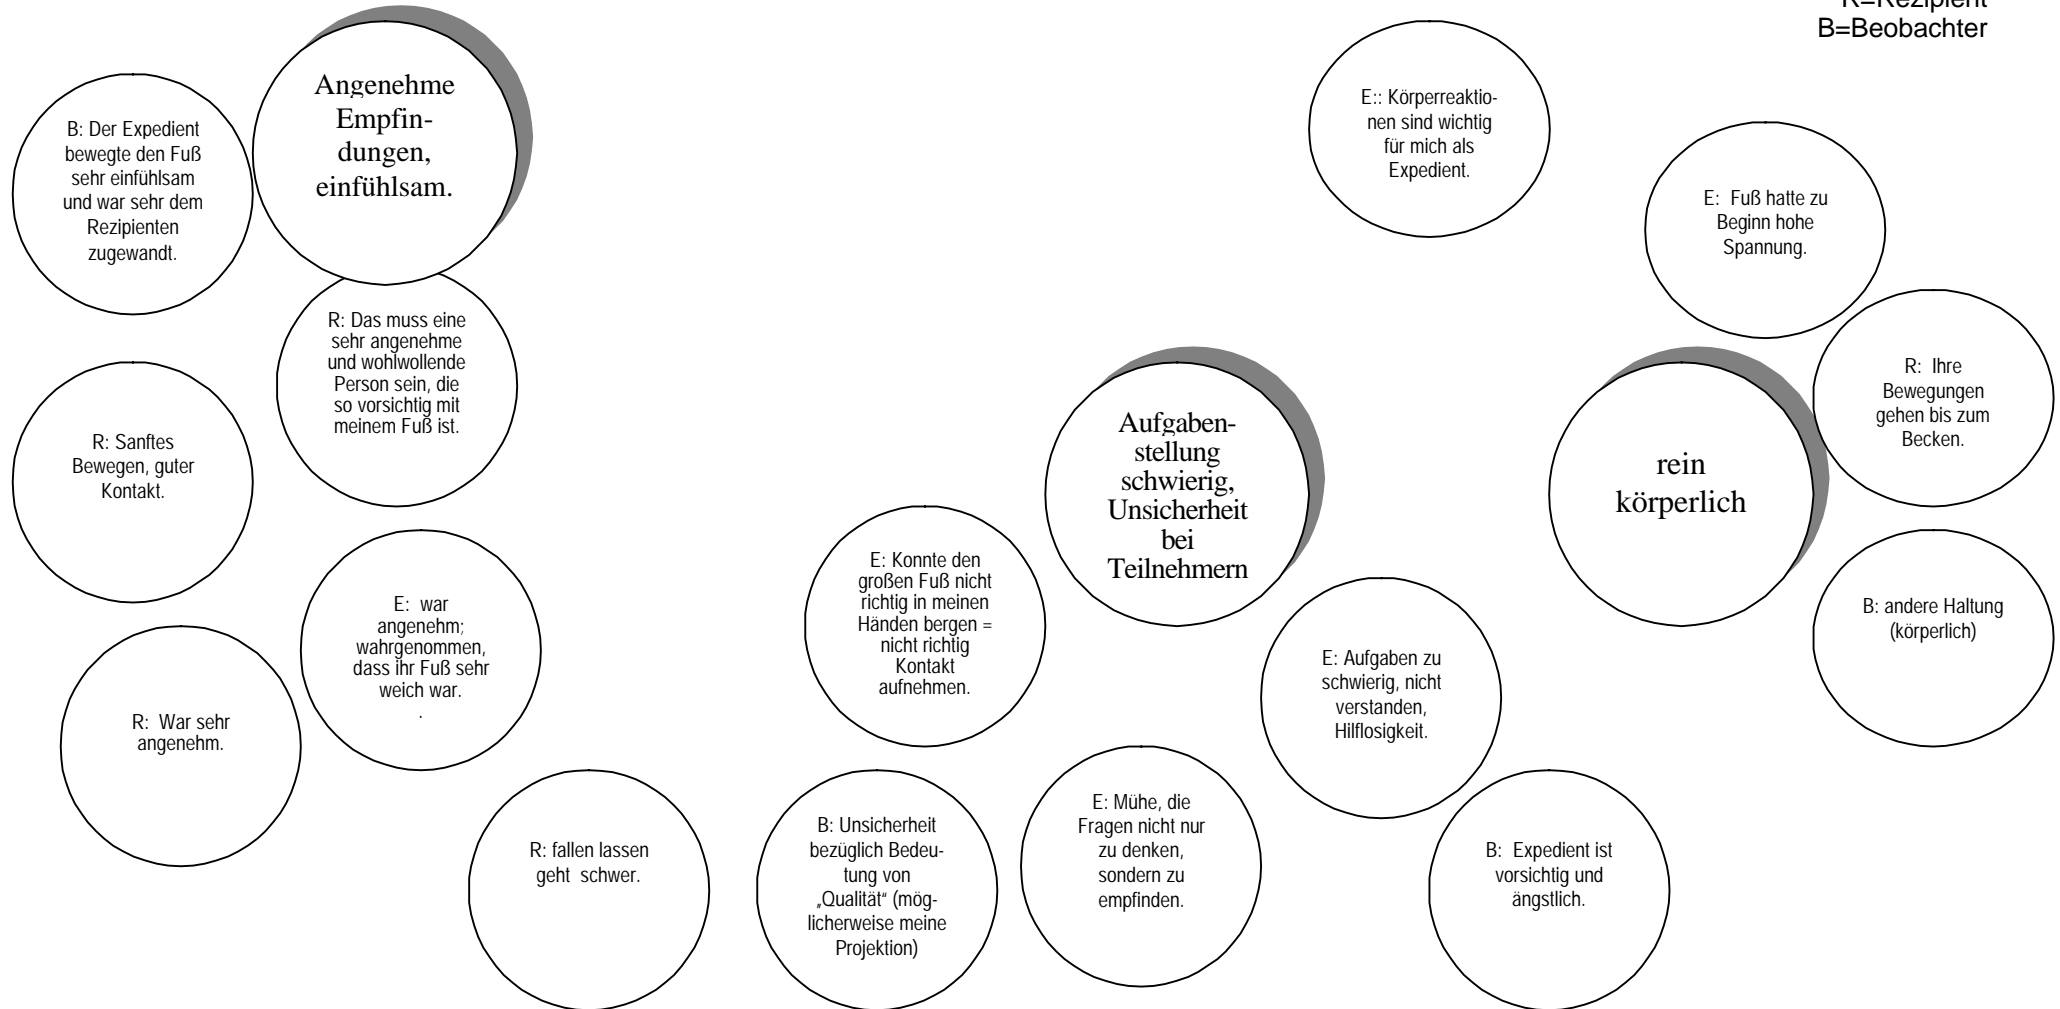 R=Rezipient
B=Beobachter
Angenehme
Empfin-
dungen,
einfühlsam.
B: Der Expedient
bewegte den Fuß
sehr einfühlsam
und war sehr dem
Rezipienten
zugewandt.
R: Das muss eine
sehr angenehme
und wohlwollende
Person sein, die
so vorsichtig mit
meinem Fuß ist.
R: Sanftes
Bewegen, guter
Kontakt.
E: war
angenehm;
wahrgenommen,
dass ihr Fuß sehr
weich war.
.
R: War sehr
angenehm.
R: fallen lassen
geht schwer.
Aufgaben-
stellung
schwierig,
Unsicherheit
bei
Teilnehmern
E: Konnte den
großen Fuß nicht
richtig in meinen
Händen bergen =
nicht richtig
Kontakt
aufnehmen.
B: Unsicherheit
bezüglich Bedeu-
tung von
„Qualität“ (mög-
licherweise meine
Projektion)
E: Mühe, die
Fragen nicht nur
zu denken,
sondern zu
empfinden.
E: Aufgaben zu
schwierig, nicht
verstanden,
Hilflosigkeit.
B: Expedient ist
vorsichtig und
ängstlich.
E:: Körperreaktio-
nen sind wichtig
für mich als
Expedient.
E: Fuß hatte zu
Beginn hohe
Spannung.
rein
körperlich
R: Ihre
Bewegungen
gehen bis zum
Becken.
B: andere Haltung
(körperlich)